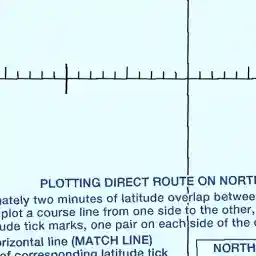 PLOTTING DIRECT ROUTE ON NORT
ately two minutes of latitude overlap betwee
plot a course line from one side to the other,
ude tick marks, one pair on each side of the
orizontal line (MATCH LINE)
of corresponding latitude tick
NORTH